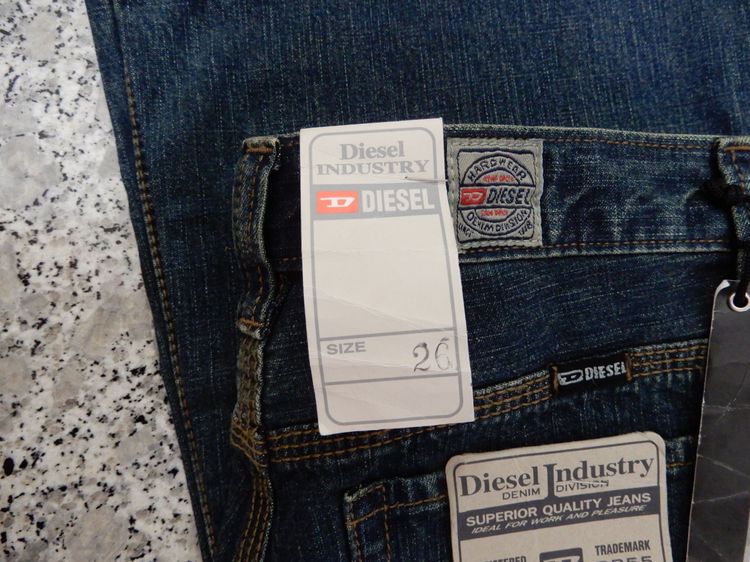 Diesel
INDUSTRY
D DIESEL
SIZE 26
HARDWEAR
DIESEL
DENIM DIVISION
DIESEL
Diesel Industry
DENIM DIVISION
SUPERIOR QUALITY JEANS
IDEAL FOR WORK AND PLEASURE
TRADEMARK